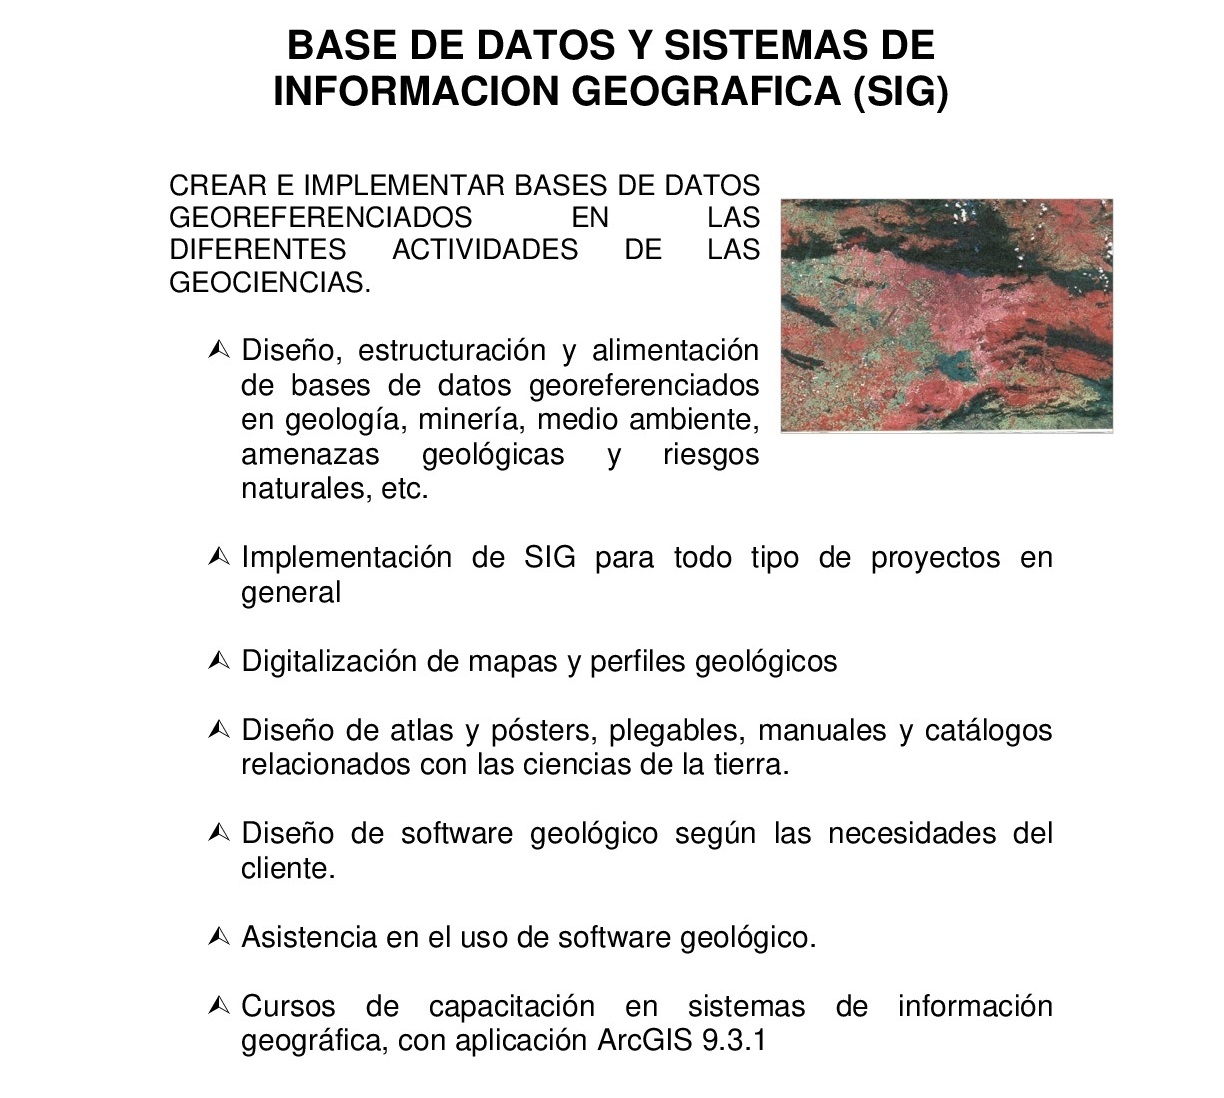 BASE DE DATOS Y SISTEMAS DE
INFORMACION GEOGRAFICA (SIG)
CREAR E IMPLEMENTAR BASES DE DATOS
GEOREFERENCIADOS EN LAS
DIFERENTES ACTIVIDADES DE LAS
GEOCIENCIAS.
Diseño, estructuración y alimentación
de bases de datos georeferenciados
en geología, minería, medio ambiente,
amenazas geológicas y riesgos
naturales, etc.
Implementación de SIG para todo tipo de proyectos en
general
Digitalización de mapas y perfiles geológicos
Diseño de atlas y pósters, plegables, manuales y catálogos
relacionados con las ciencias de la tierra.
Diseño de software geológico según las necesidades del
cliente.
Asistencia en el uso de software geológico.
Cursos de capacitación en sistemas de información
geográfica, con aplicación ArcGIS 9.3.1